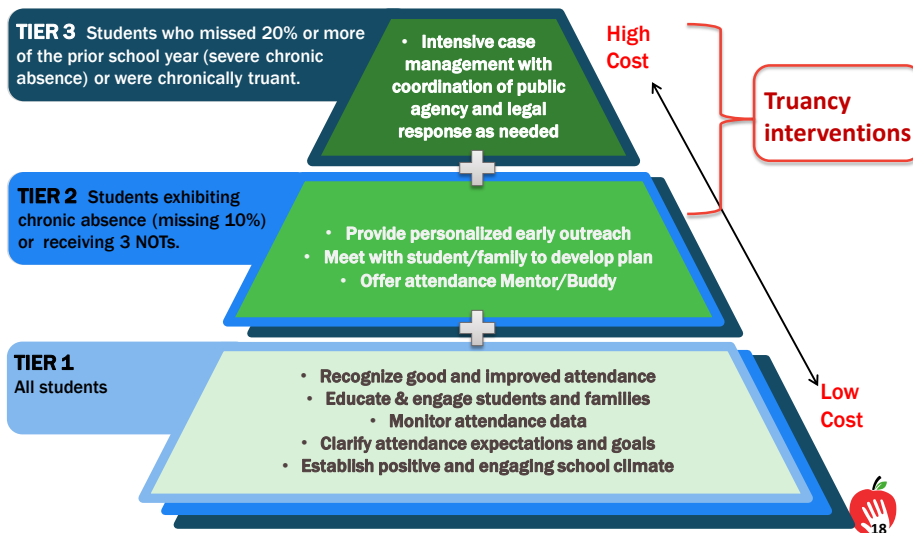 TIER 3 Students who missed 20% or more
of the prior school year (severe chronic
absence) or were chronically truant.
• Intensive case
management with
coordination of public
agency and legal
response as needed
High
Cost
Truancy
interventions
TIER 2 Students exhibiting
chronic absence (missing 10%)
or receiving 3 NOTs.
• Provide personalized early outreach
• Meet with student/family to develop plan
• Offer attendance Mentor/Buddy
TIER 1
All students
• Recognize good and improved attendance
• Educate & engage students and families
• Monitor attendance data
• Clarify attendance expectations and goals
• Establish positive and engaging school climate
Low
Cost
18